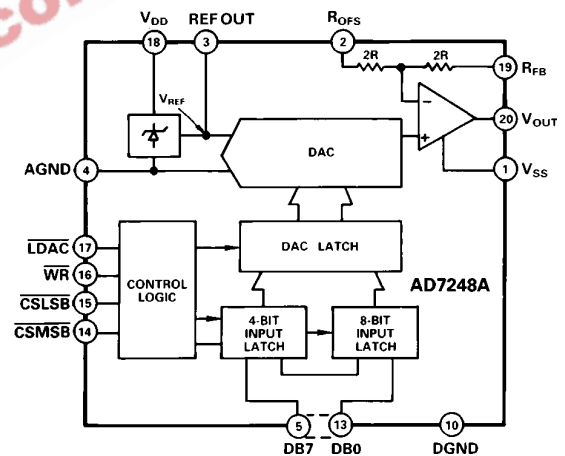 VDD REF OUT ROFS
18 3 2
2R 2R
19 RFB
VREF
20 VOUT
DAC
AGND 4
1 VSS
LDAC 17
DAC LATCH
WR 16
AD7248A
CONTROL
LOGIC
CSLSB 15
4-BIT
INPUT
LATCH
8-BIT
INPUT
LATCH
CSMSB 14
5 13 10
DB7 DB0 DGND